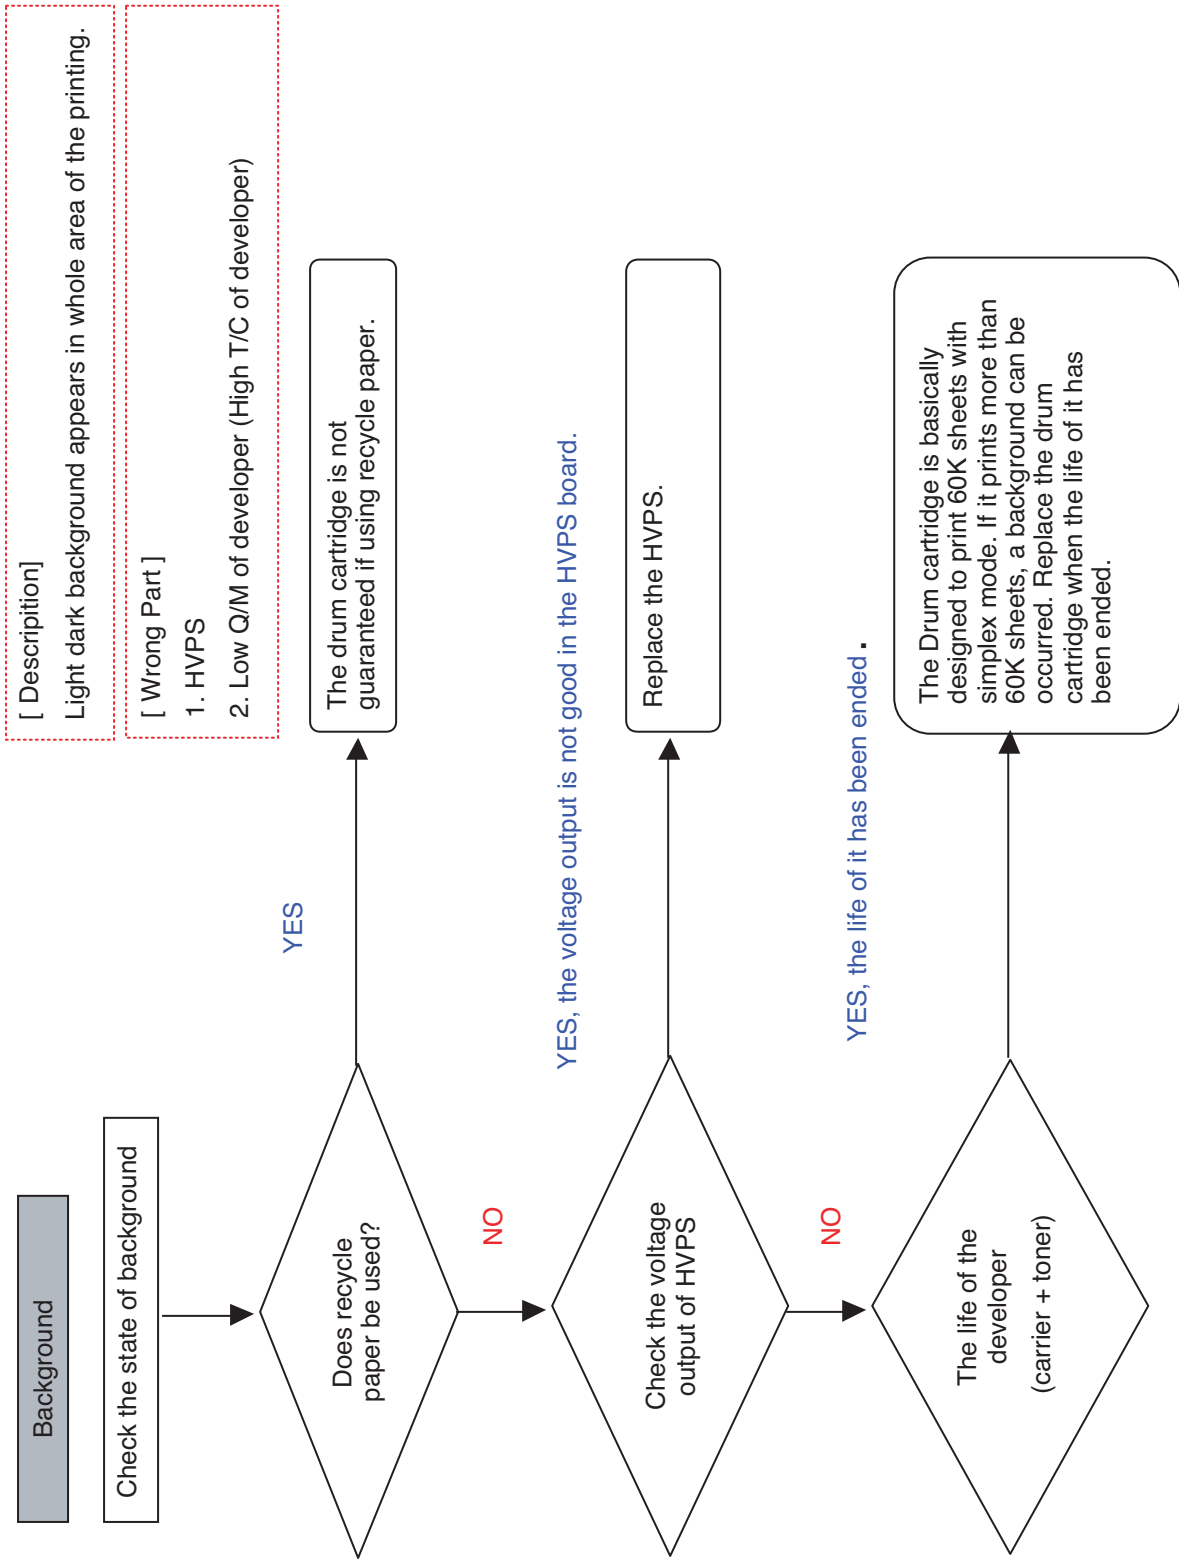 Background
[ Descripition]
Light dark background appears in whole area of the printing.
[ Wrong Part ]
1. HVPS
2. Low Q/M of developer (High T/C of developer)
Check the state of background
Does recycle
paper be used?
YES
The drum cartridge is not
guaranteed if using recycle paper.
NO
Check the voltage
output of HVPS
YES, the voltage output is not good in the HVPS board.
Replace the HVPS.
NO
The life of the
developer
(carrier + toner)
YES, the life of it has been ended .
The Drum cartridge is basically
designed to print 60K sheets with
simplex mode. If it prints more than
60K sheets, a background can be
occurred. Replace the drum
cartridge when the life of it has
been ended.